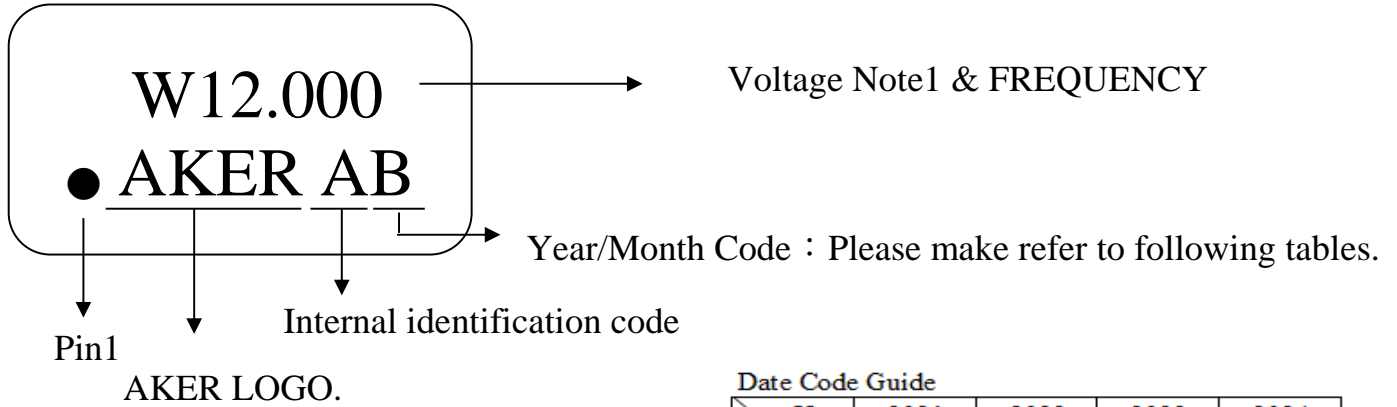 W12.000
Voltage Note1 & FREQUENCY
● AKER AB
Year/Month Code：Please make refer to following tables.
Internal identification code
Pin1
AKER LOGO.
Date Code Guide